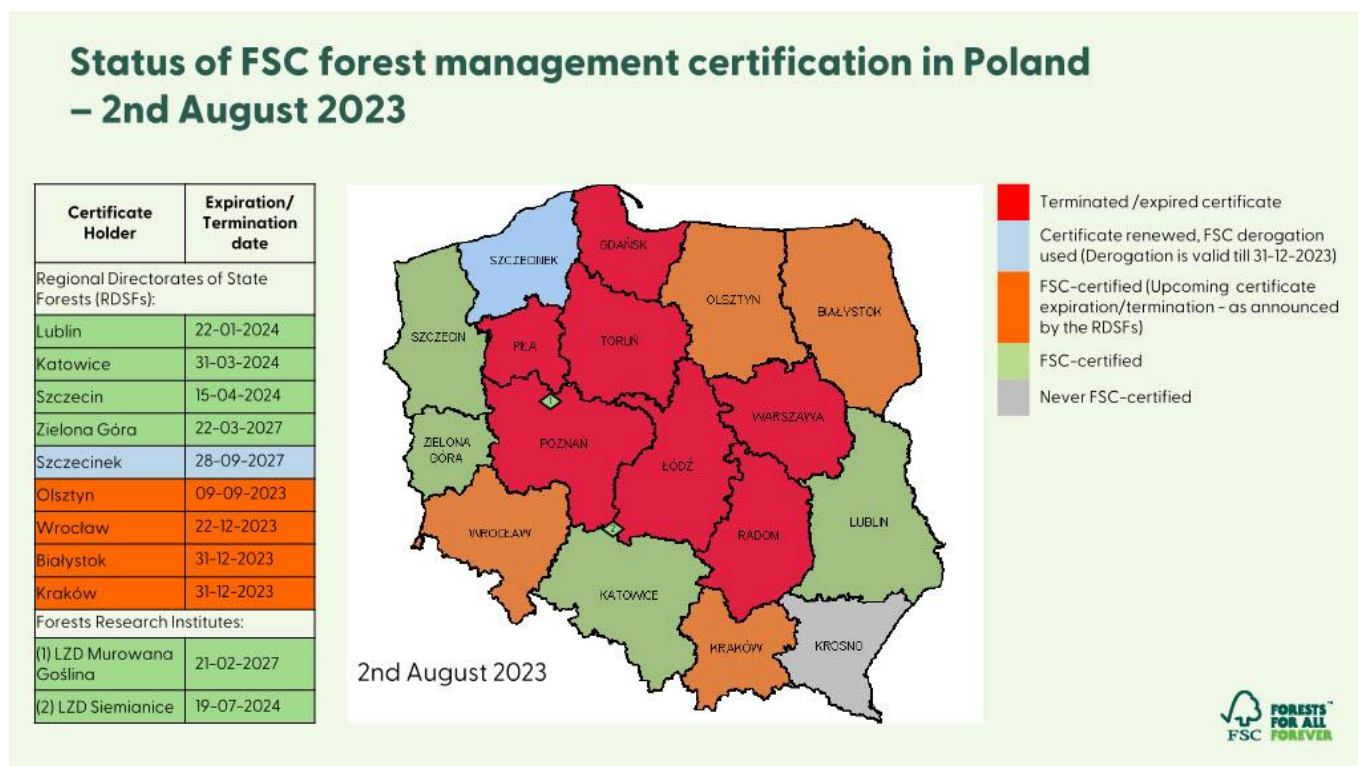 Status of FSC forest management certification in Poland
– 2nd August 2023
Certificate Holder
Expiration/ Termination date
Regional Directorates of State
Forests (RDSFs):
Lublin 22-01-2024
Katowice 31-03-2024
Szczecin 15-04-2024
Zielona Góra 22-03-2027
Szczecinek 28-09-2027
Olsztyn 09-09-2023
Wrocław 22-12-2023
Białystok 31-12-2023
Kraków 31-12-2023
Forests Research Institutes:
(1) LZD Murowana Goślina 21-02-2027
(2) LZD Siemianice 19-07-2024
GDAŃSK
SZCZECINEK
OLSZTYN
BIAŁYSTOK
SZCZECIN
PIŁA
TORUŃ
1
WARSZAWA
ZIELONA
GÓRA
POZNAŃ
ŁÓDŹ
WROCŁAW
2
RADOM
LUBLIN
KATOWICE
KRAKÓW
KROSNO
2nd August 2023
Terminated /expired certificate
Certificate renewed, FSC derogation
used (Derogation is valid till 31-12-2023)
FSC-certified (Upcoming certificate
expiration/termination - as announced
by the RDSFs)
FSC-certified
Never FSC-certified
FSC
FORESTS™
FOR ALL
FOREVER